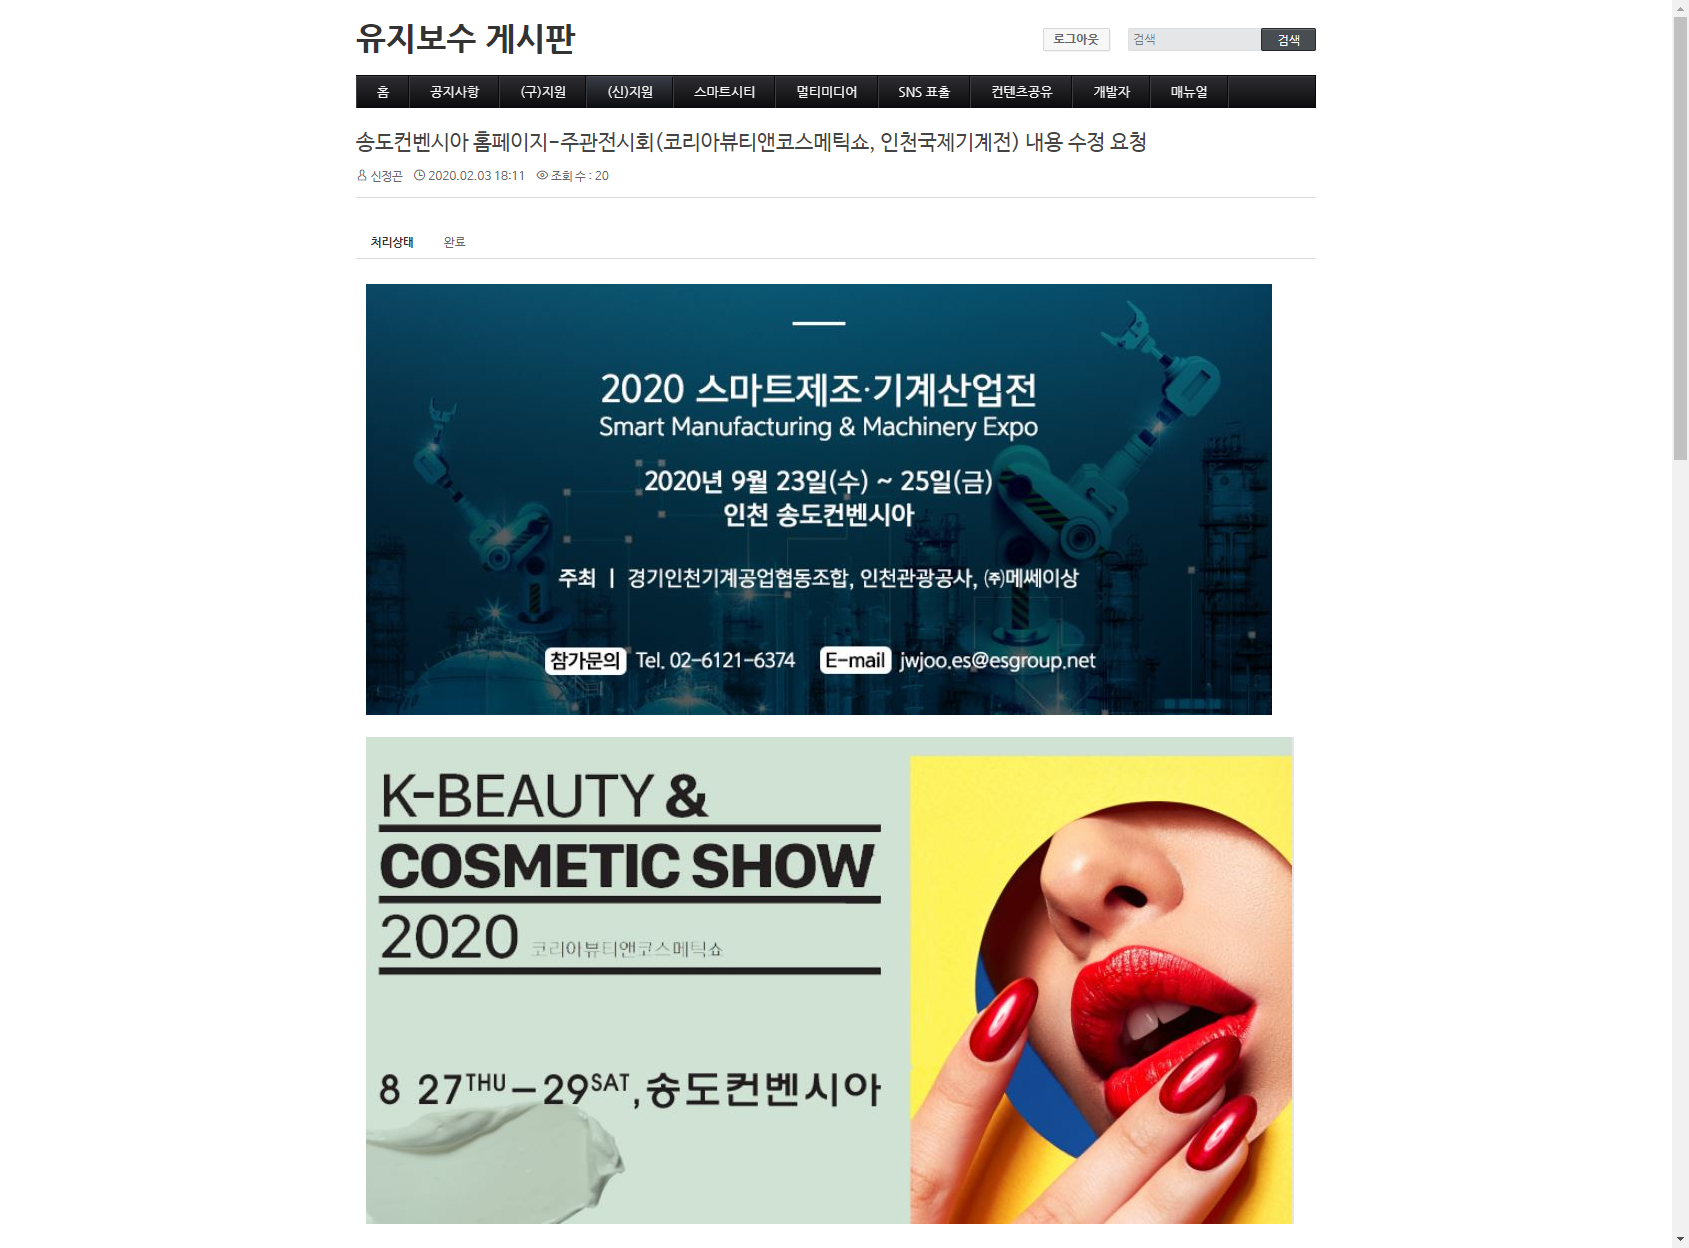 유지보수 게시판
로그아웃 검색 검색
홈 공지사항 (구)지원 (신)지원 스마트시티 멀티미디어 SNS 표출 컨텐츠공유 개발자 매뉴얼
송도컨벤시아 홈페이지-주관전시회(코리아뷰티앤코스메틱쇼, 인천국제기계전) 내용 수정 요청
신정곤 2020.02.03 18:11 조회 수 : 20
처리상태 완료
2020 스마트제조·기계산업전
Smart Manufacturing & Machinery Expo
2020년 9월 23일(수) ~ 25일(금)
인천 송도컨벤시아
주최 | 경기인천기계공업협동조합, 인천관광공사, ㈜메쎄이상
참가문의 Tel. 02-6121-6374 E-mail jwjoo.es@esgroup.net
K-BEAUTY &
COSMETIC SHOW
2020 코리아뷰티앤코스메틱쇼
8 27THU-29SAT,송도컨벤시아